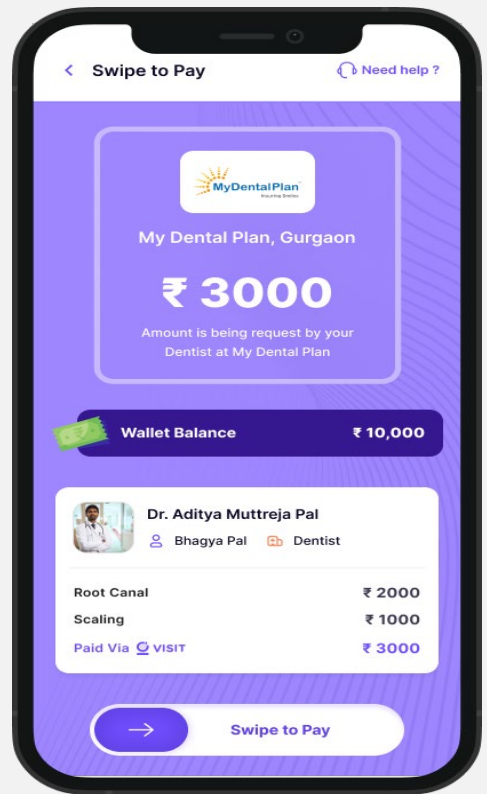 Swipe to Pay
Need help ?
MyDentalPlan
Insuring Smiles
My Dental Plan, Gurgaon
₹ 3000
Amount is being request by your
Dentist at My Dental Plan
Wallet Balance ₹ 10,000
Dr. Aditya Muttreja Pal
Bhagya Pal Dentist
Root Canal ₹ 2000
Scaling ₹ 1000
Paid Via VISIT ₹ 3000
Swipe to Pay